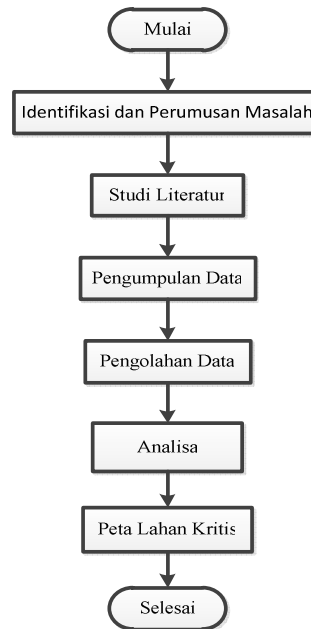 Mulai
Identifikasi dan Perumusan Masalah
Studi Literatur
Pengumpulan Data
Pengolahan Data
Analisa
Peta Lahan Kritis
Selesai